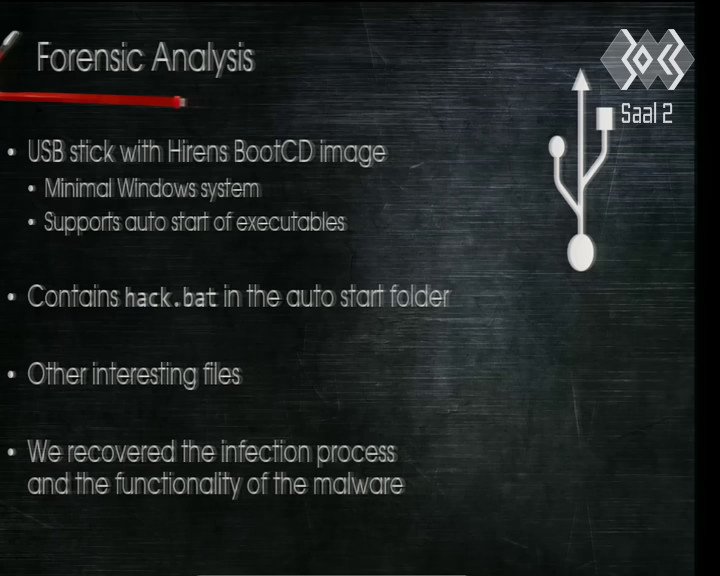 Forensic Analysis
Saal 2
• USB stick with Hirens BootCD image
• Minimal Windows system
• Supports auto start of executables
• Contains hack.bat in the auto start folder
• Other interesting files
• We recovered the infection process
and the functionality of the malware